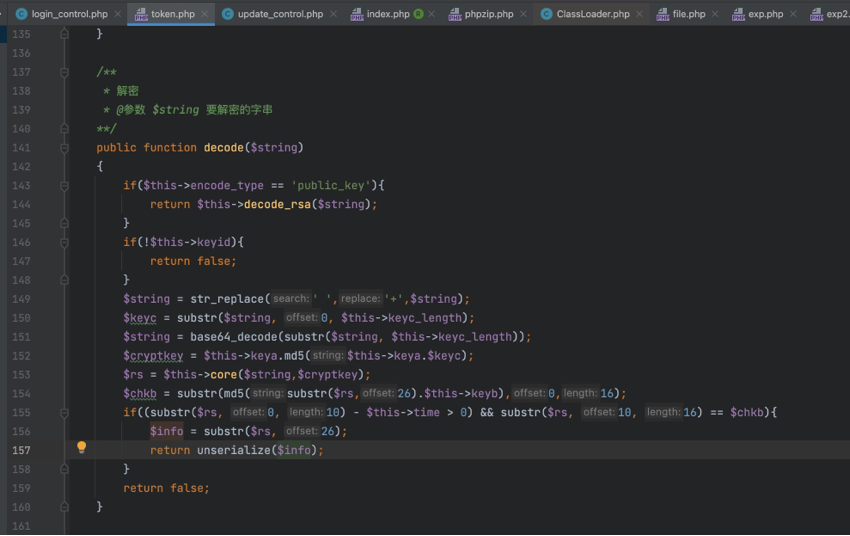 login_control.php token.php update_control.php index.php phpzip.php ClassLoader.php file.php exp.php exp2.
135 }
136
137 /**
138 * 解密
139 * @参数 $string 要解密的字串
140 **/
141 public function decode($string)
142 {
143 if($this->encode_type == 'public_key'){
144 return $this->decode_rsa($string);
145 }
146 if(!$this->keyid){
147 return false;
148 }
149 $string = str_replace( search: ' ', replace: '+',$string);
150 $keyc = substr($string, offset: 0, $this->keyc_length);
151 $string = base64_decode(substr($string, $this->keyc_length));
152 $cryptkey = $this->keya.md5( string: $this->keya.$keyc);
153 $rs = $this->core($string,$cryptkey);
154 $chkb = substr(md5( string: substr($rs, offset: 26).$this->keyb), offset: 0, length: 16);
155 if((substr($rs, offset: 0, length: 10) - $this->time > 0) && substr($rs, offset: 10, length: 16) == $chkb){
156 $info = substr($rs, offset: 26);
157 return unserialize($info);
158 }
159 return false;
160 }
161